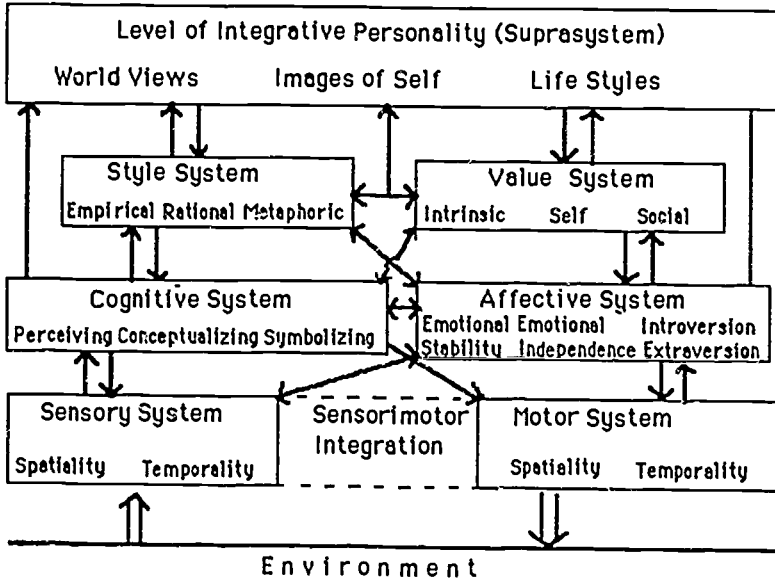 Level of Integrative Personality (Suprasystem)
World Views Images of Self Life Styles
Style System
Empirical Rational Metaphoric
Value System
Intrinsic Self Social
Cognitive System
Perceiving Conceptualizing Symbolizing
Affective System
Emotional Emotional Introversion
Stability Independence Extraversion
Sensory System
Spatiality Temporality
Sensorimotor
Integration
Motor System
Spatiality Temporality
Environment